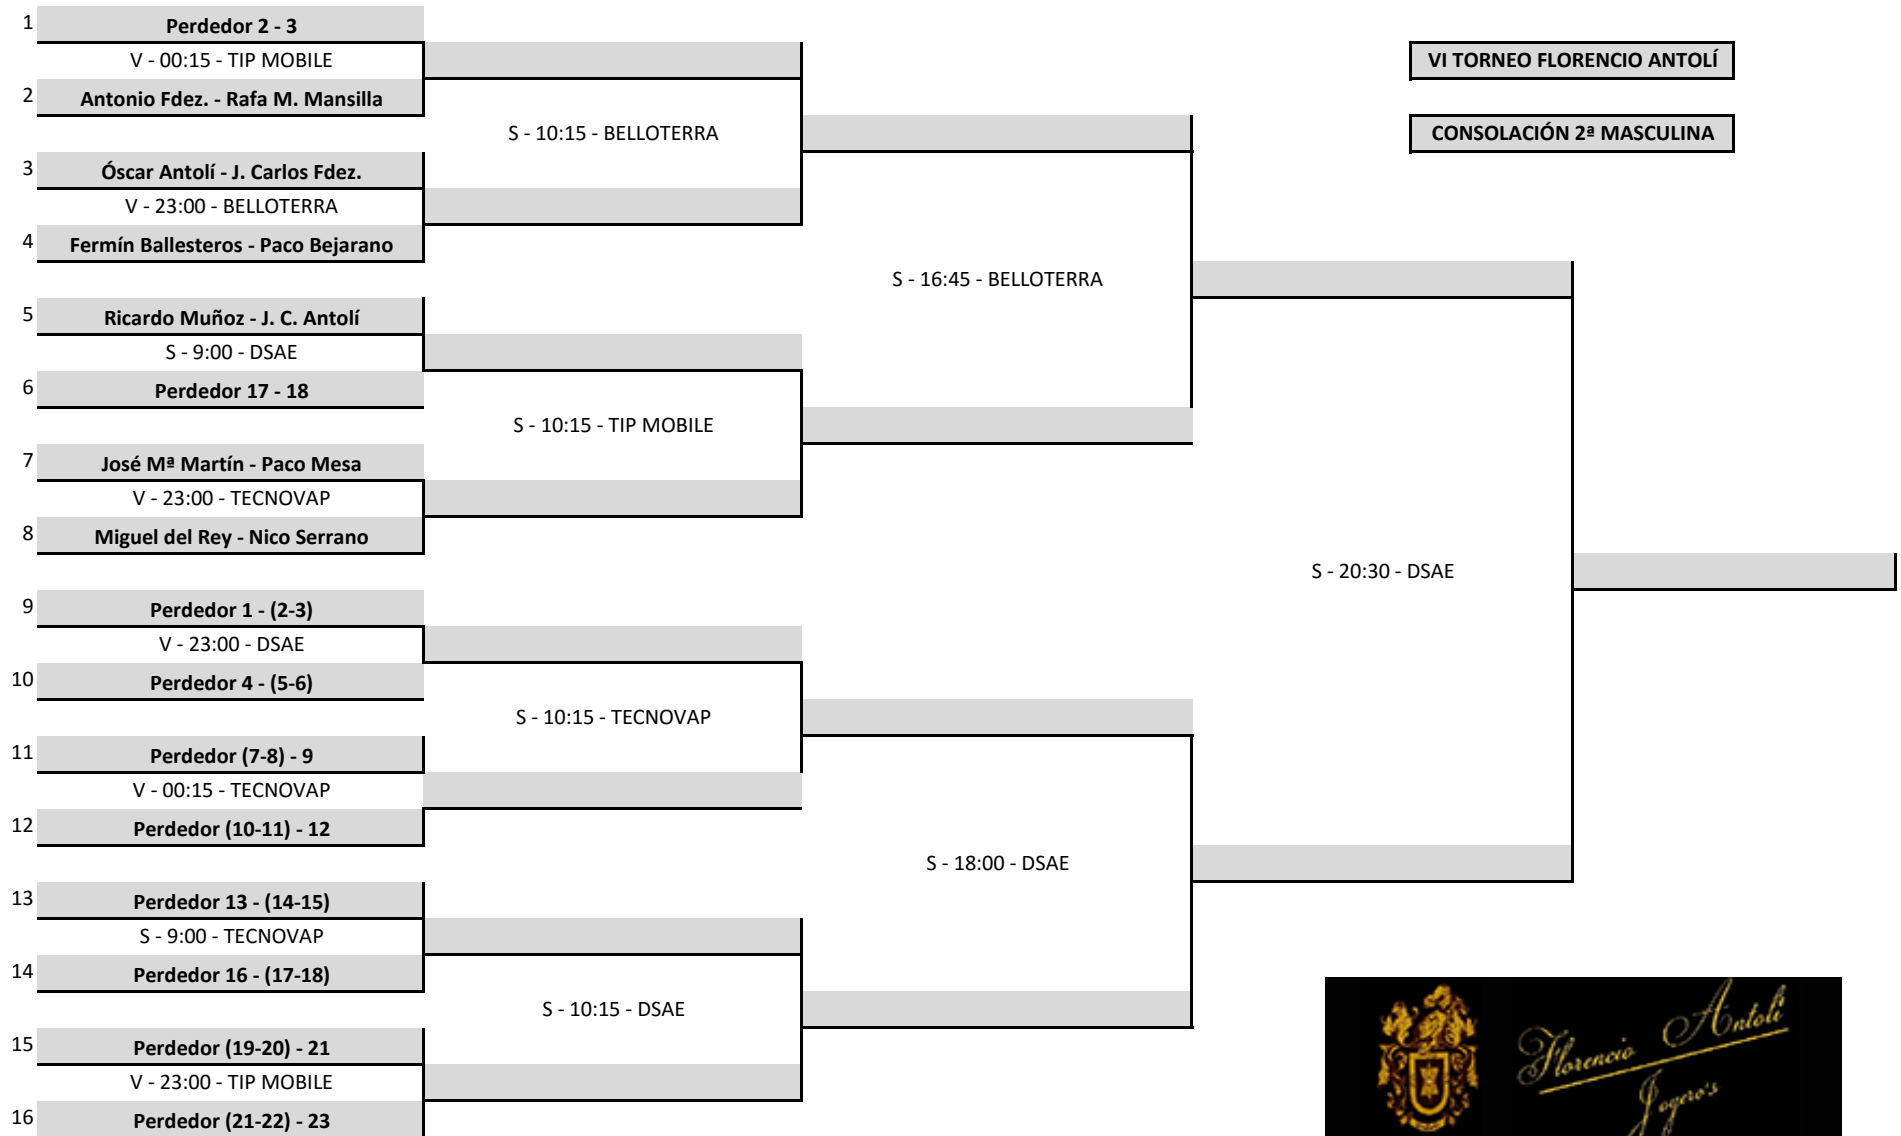 1 Perdedor 2 - 3
V - 00:15 - TIP MOBILE
VI TORNEO FLORENCIO ANTOLÍ
2 Antonio Fdez. - Rafa M. Mansilla
S - 10:15 - BELLOTERRA
CONSOLACIÓN 2ª MASCULINA
3 Óscar Antolí - J. Carlos Fdez.
V - 23:00 - BELLOTERRA
4 Fermín Ballesteros - Paco Bejarano
S - 16:45 - BELLOTERRA
5 Ricardo Muñoz - J. C. Antolí
S - 9:00 - DSAE
6 Perdedor 17 - 18
S - 10:15 - TIP MOBILE
7 José Mª Martín - Paco Mesa
V - 23:00 - TECNOVAP
8 Miguel del Rey - Nico Serrano
S - 20:30 - DSAE
9 Perdedor 1 - (2-3)
V - 23:00 - DSAE
10 Perdedor 4 - (5-6)
S - 10:15 - TECNOVAP
11 Perdedor (7-8) - 9
V - 00:15 - TECNOVAP
12 Perdedor (10-11) - 12
S - 18:00 - DSAE
13 Perdedor 13 - (14-15)
S - 9:00 - TECNOVAP
14 Perdedor 16 - (17-18)
S - 10:15 - DSAE
15 Perdedor (19-20) - 21
V - 23:00 - TIP MOBILE
16 Perdedor (21-22) - 23
Florencio Antolí
Joyero's